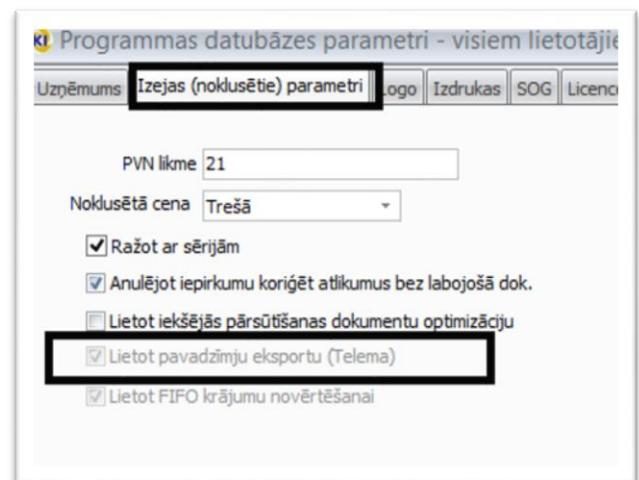 Programmas datubāzes parametri - visiem lietotājie
Uzņēmums Izejas (noklusētie) parametri Logo Izdrukas SOG Licence
PVN likme 21
Noklusētā cena Trešā
Ražot ar sērijām
Anulējot iepirkumu koriģēt atlikumus bez labojošā dok.
Lietot iekšējās pārsūtīšanas dokumentu optimizāciju
Lietot pavadzīmju eksportu (Telema)
Lietot FIFO krājumu novērtēšanai